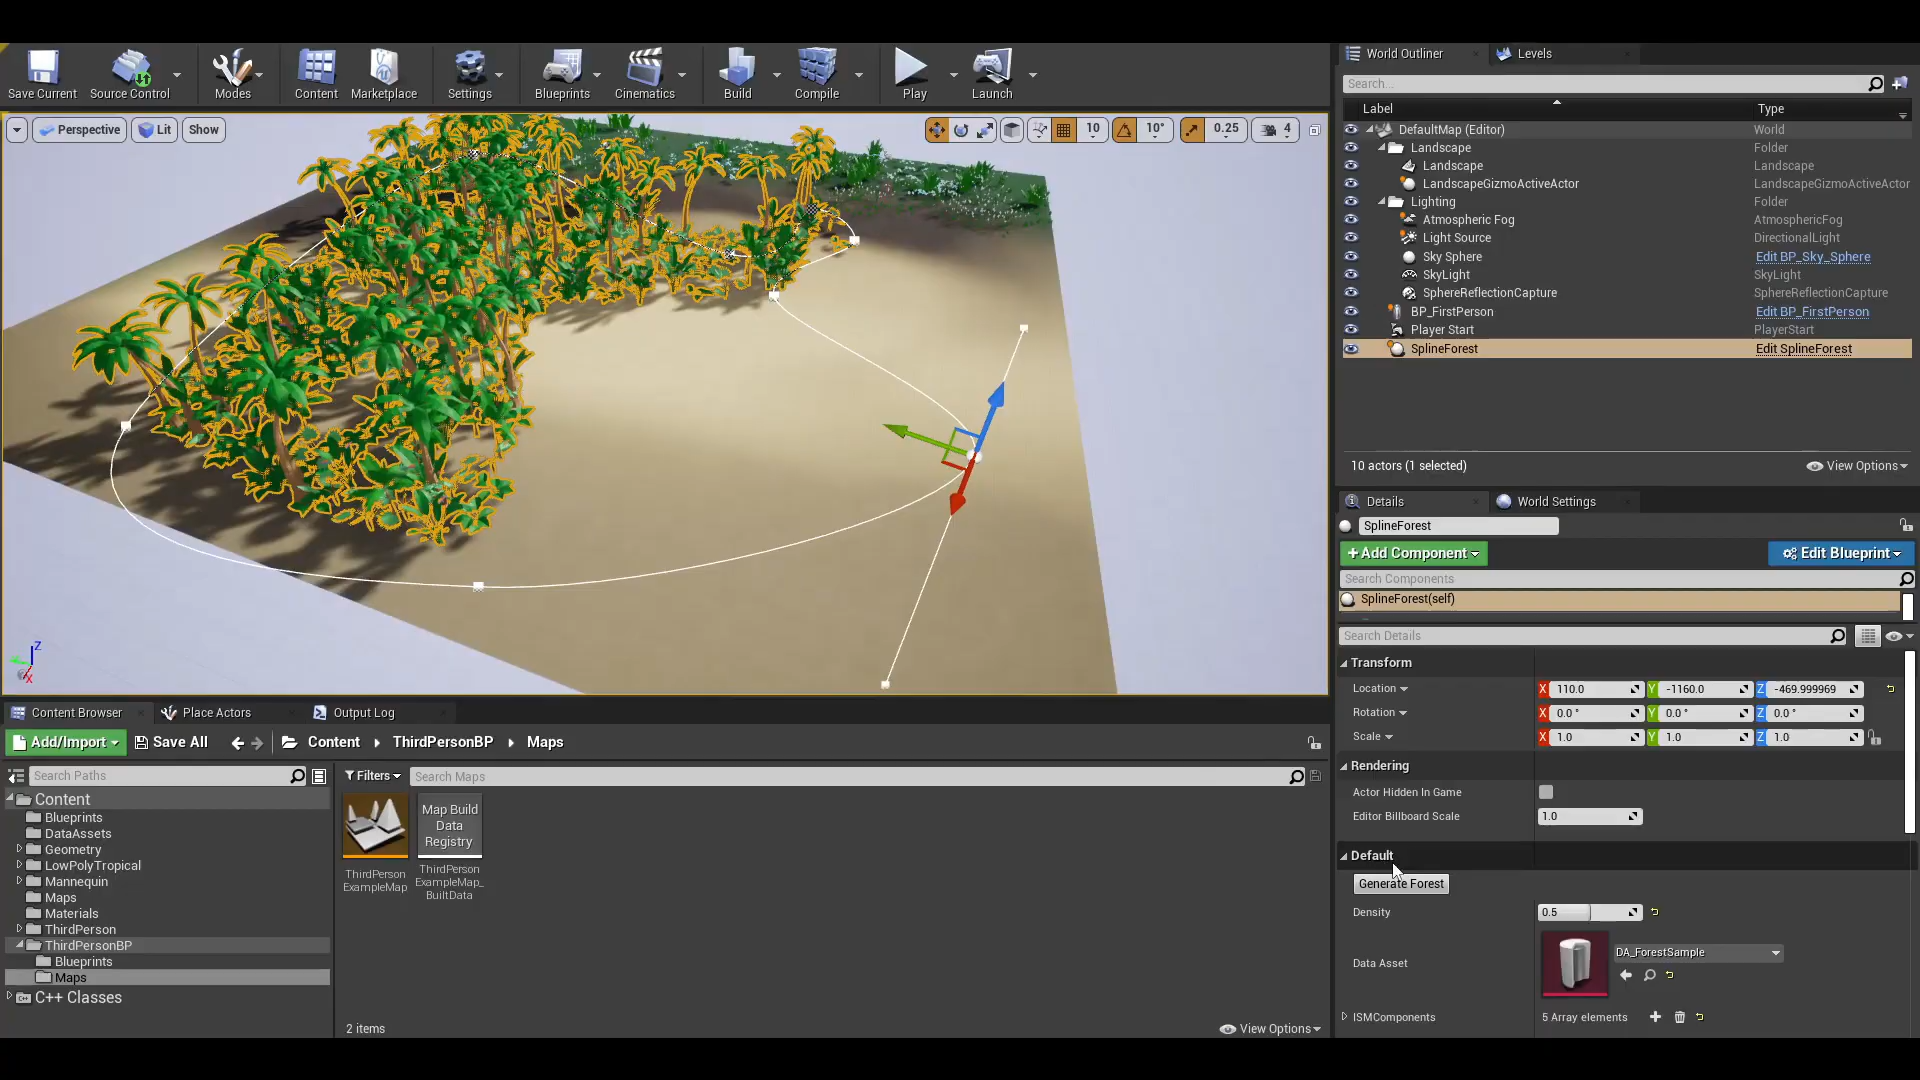 Save Current
Source Control
Modes
Content
Marketplace
Settings
Blueprints
Cinematics
Build
Compile
Play
Launch
Perspective
Lit
Show
10
10°
0.25
4
Z
X
World Outliner
Levels
Search...
Label
Type
DefaultMap (Editor)
World
Landscape
Folder
Landscape
Landscape
LandscapeGizmoActiveActor
LandscapeGizmoActiveActor
Lighting
Folder
Atmospheric Fog
AtmosphericFog
Light Source
DirectionalLight
Sky Sphere
Edit BP_Sky_Sphere
SkyLight
SkyLight
SphereReflectionCapture
SphereReflectionCapture
BP_FirstPerson
Edit BP_FirstPerson
Player Start
PlayerStart
SplineForest
Edit SplineForest
10 actors (1 selected)
View Options
Details
World Settings
SplineForest
+Add Component
Edit Blueprint
Search Components
SplineForest(self)
Search Details
Transform
Location
X 110.0
Y -1160.0
Z -469.999969
Rotation
X 0.0 °
Y 0.0 °
Z 0.0 °
Scale
X 1.0
Y 1.0
Z 1.0
Rendering
Actor Hidden In Game
Editor Billboard Scale
1.0
Default
Generate Forest
Density
0.5
Data Asset
DA_ForestSample
ISMComponents
5 Array elements
Content Browser
Place Actors
Output Log
Add/Import
Save All
Content
ThirdPersonBP
Maps
Search Paths
Filters
Search Maps
Content
Blueprints
DataAssets
Geometry
LowPolyTropical
Mannequin
Maps
Materials
ThirdPerson
ThirdPersonBP
Blueprints
Maps
C++ Classes
ThirdPerson
ExampleMap
Map Build
Data
Registry
ThirdPerson
ExampleMap_
BuiltData
2 items
View Options